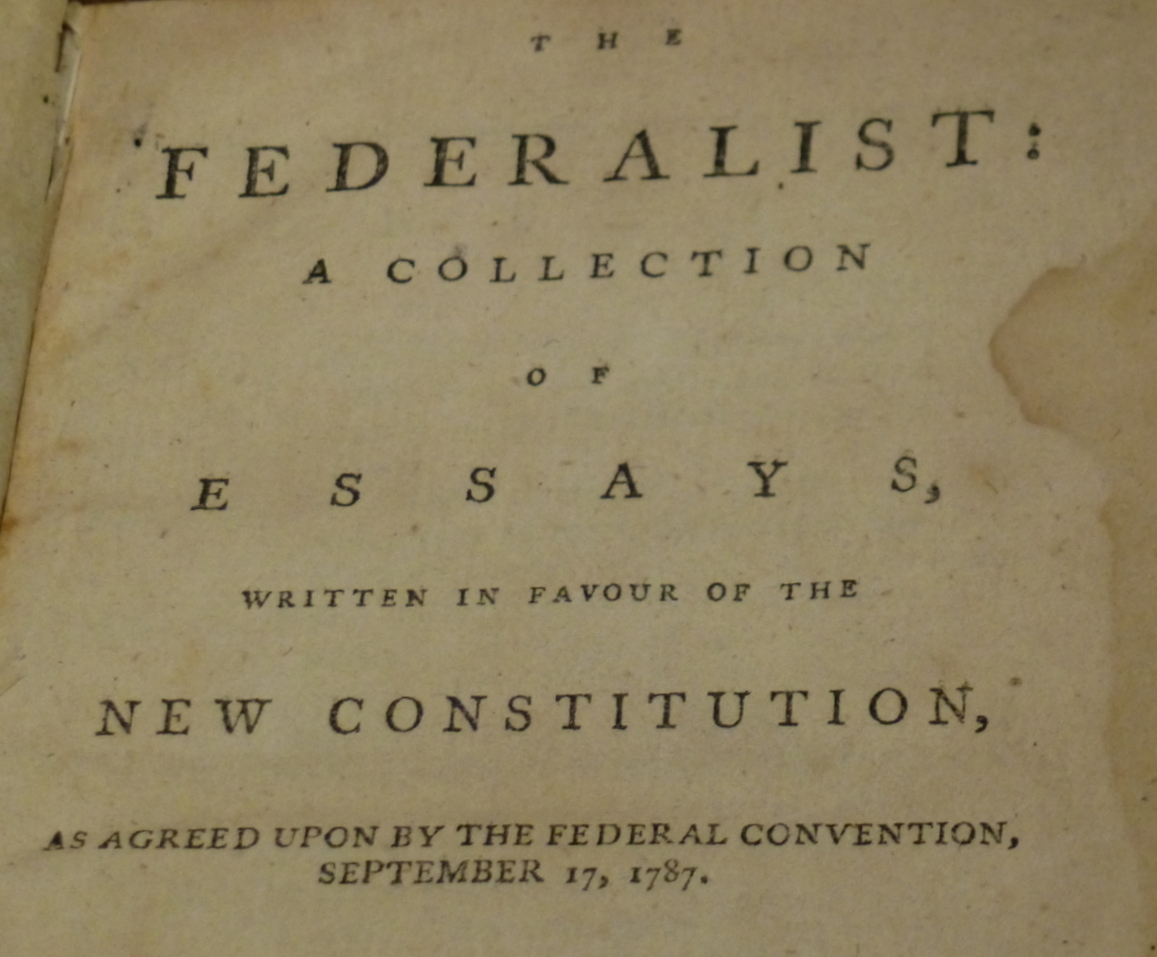 THE
FEDERALIST:
A COLLECTION
OF
ESSAYS,
WRITTEN IN FAVOUR OF THE
NEW CONSTITUTION,
AS AGREED UPON BY THE FEDERAL CONVENTION,
SEPTEMBER 17, 1787.